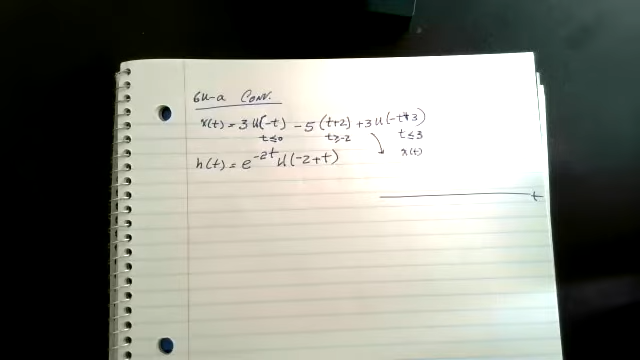 6U-a Conv.
x(t) = 3 u(-t) - 5 (t+2) + 3 u(-t+3)
t≤0 t≥-2 t≤3
x(t)
h(t) = e^{-2t} u(-2+t)
t